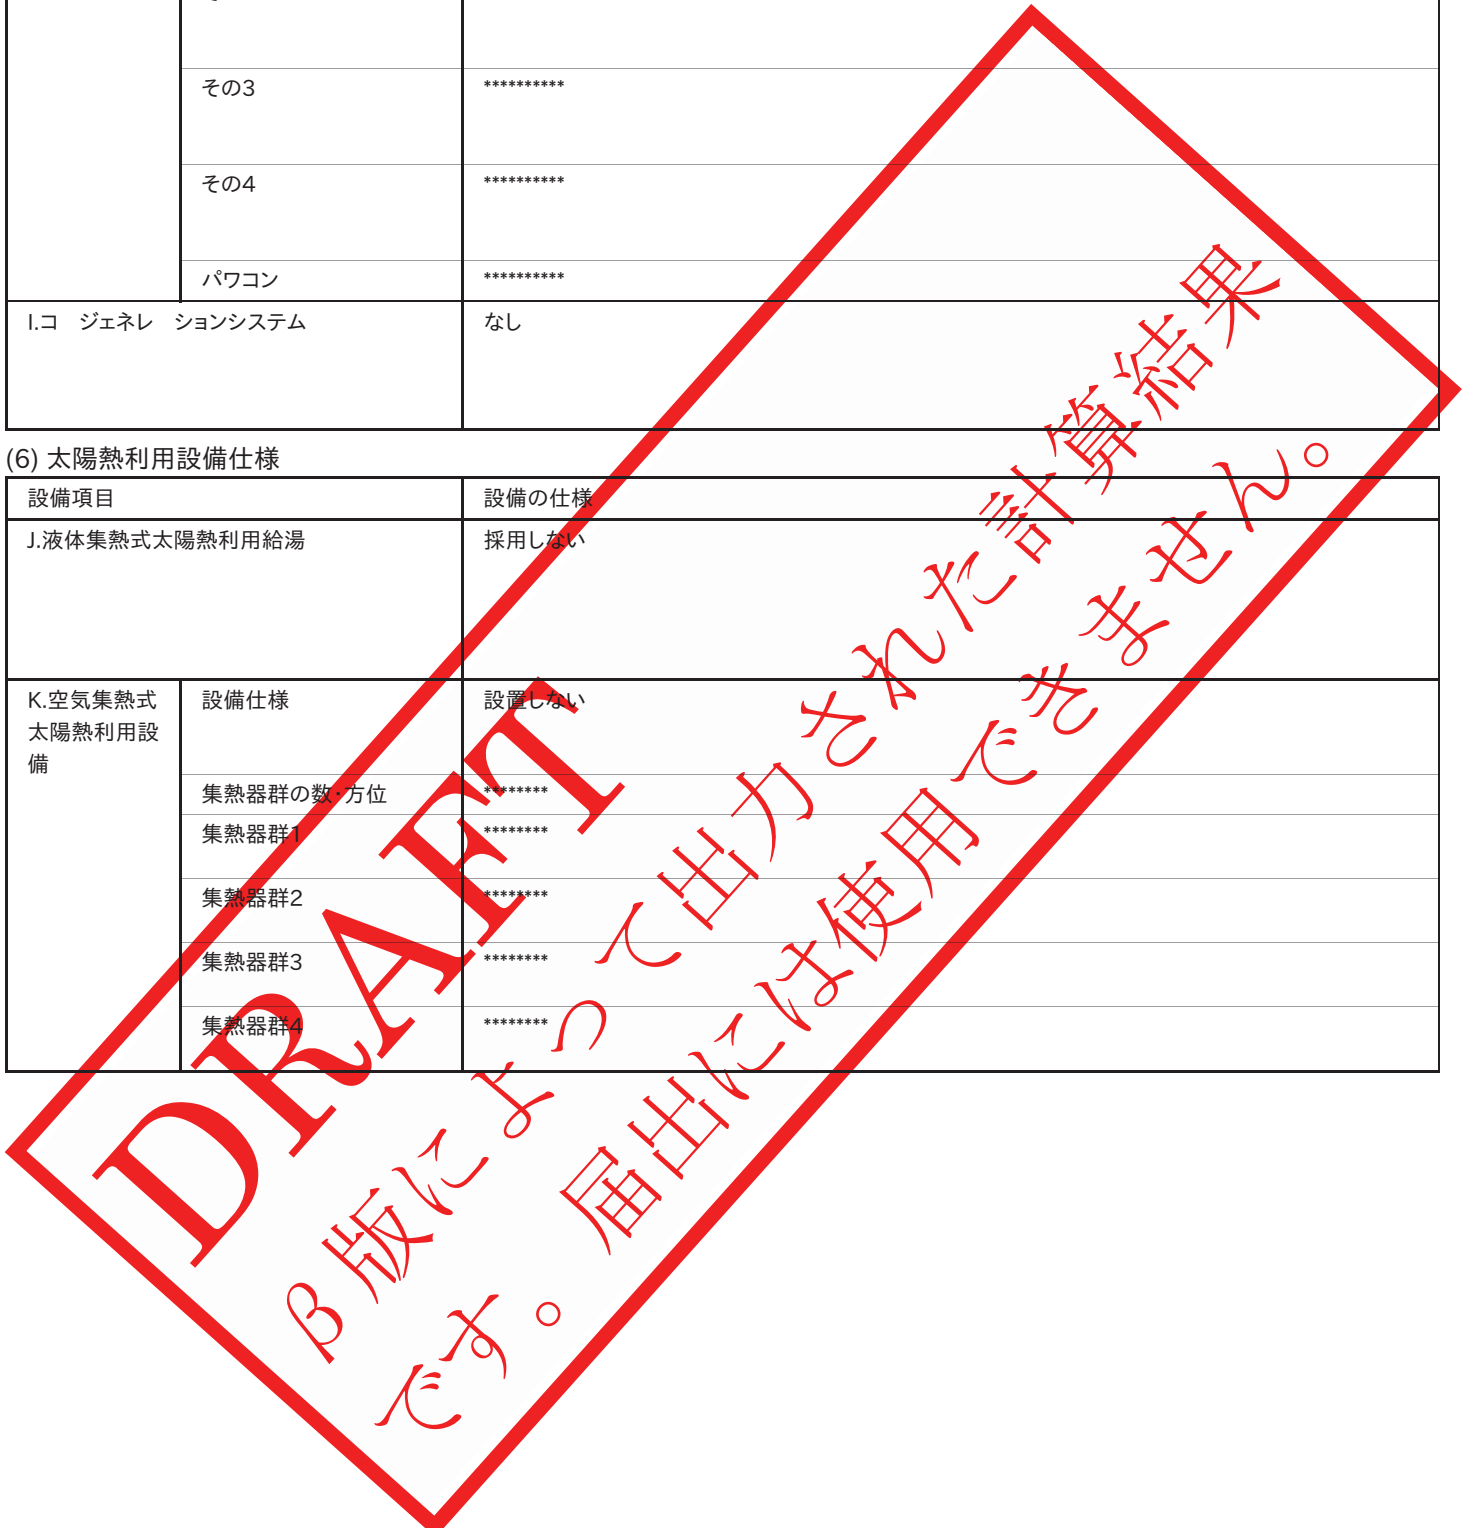 その3 **********
その4 **********
パワコン **********
I.コ　ジェネレ　ションシステム なし
(6) 太陽熱利用設備仕様
設備項目 設備の仕様
J.液体集熱式太陽熱利用給湯 採用しない
K.空気集熱式 設備仕様 設置しない
太陽熱利用設
備
集熱器群の数・方位 ********
集熱器群1 ********
集熱器群2 ********
集熱器群3 ********
集熱器群4 ********
DRAFT
β版によって出力された計算結果
です。届出には使用できません。